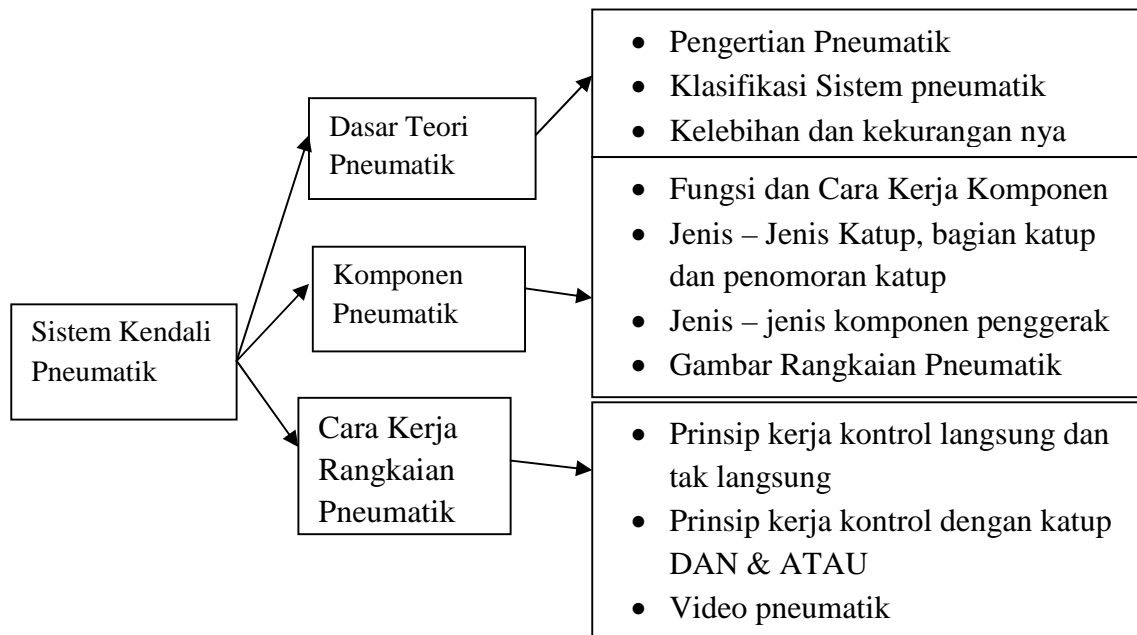 Sistem Kendali
Pneumatik
Dasar Teori
Pneumatik
• Pengertian Pneumatik
• Klasifikasi Sistem pneumatik
• Kelebihan dan kekurangan nya
Komponen
Pneumatik
• Fungsi dan Cara Kerja Komponen
• Jenis – Jenis Katup, bagian katup
dan penomoran katup
• Jenis – jenis komponen penggerak
• Gambar Rangkaian Pneumatik
Cara Kerja
Rangkaian
Pneumatik
• Prinsip kerja kontrol langsung dan
tak langsung
• Prinsip kerja kontrol dengan katup
DAN & ATAU
• Video pneumatik